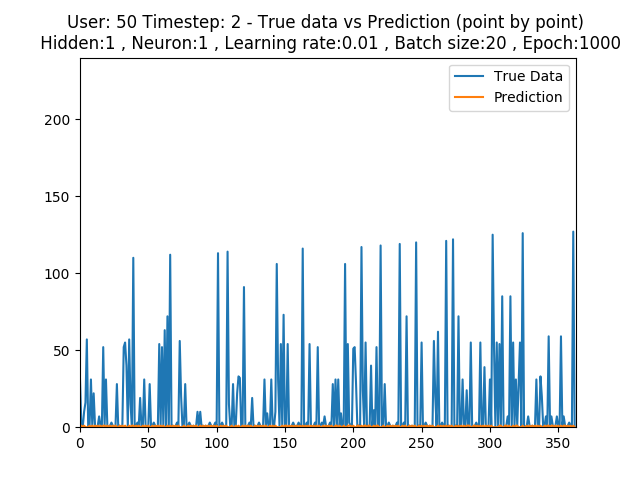 User: 50 Timestep: 2 - True data vs Prediction (point by point)
Hidden:1 , Neuron:1 , Learning rate:0.01 , Batch size:20 , Epoch:1000
True Data
Prediction
200
150
100
50
0
0 50 100 150 200 250 300 350